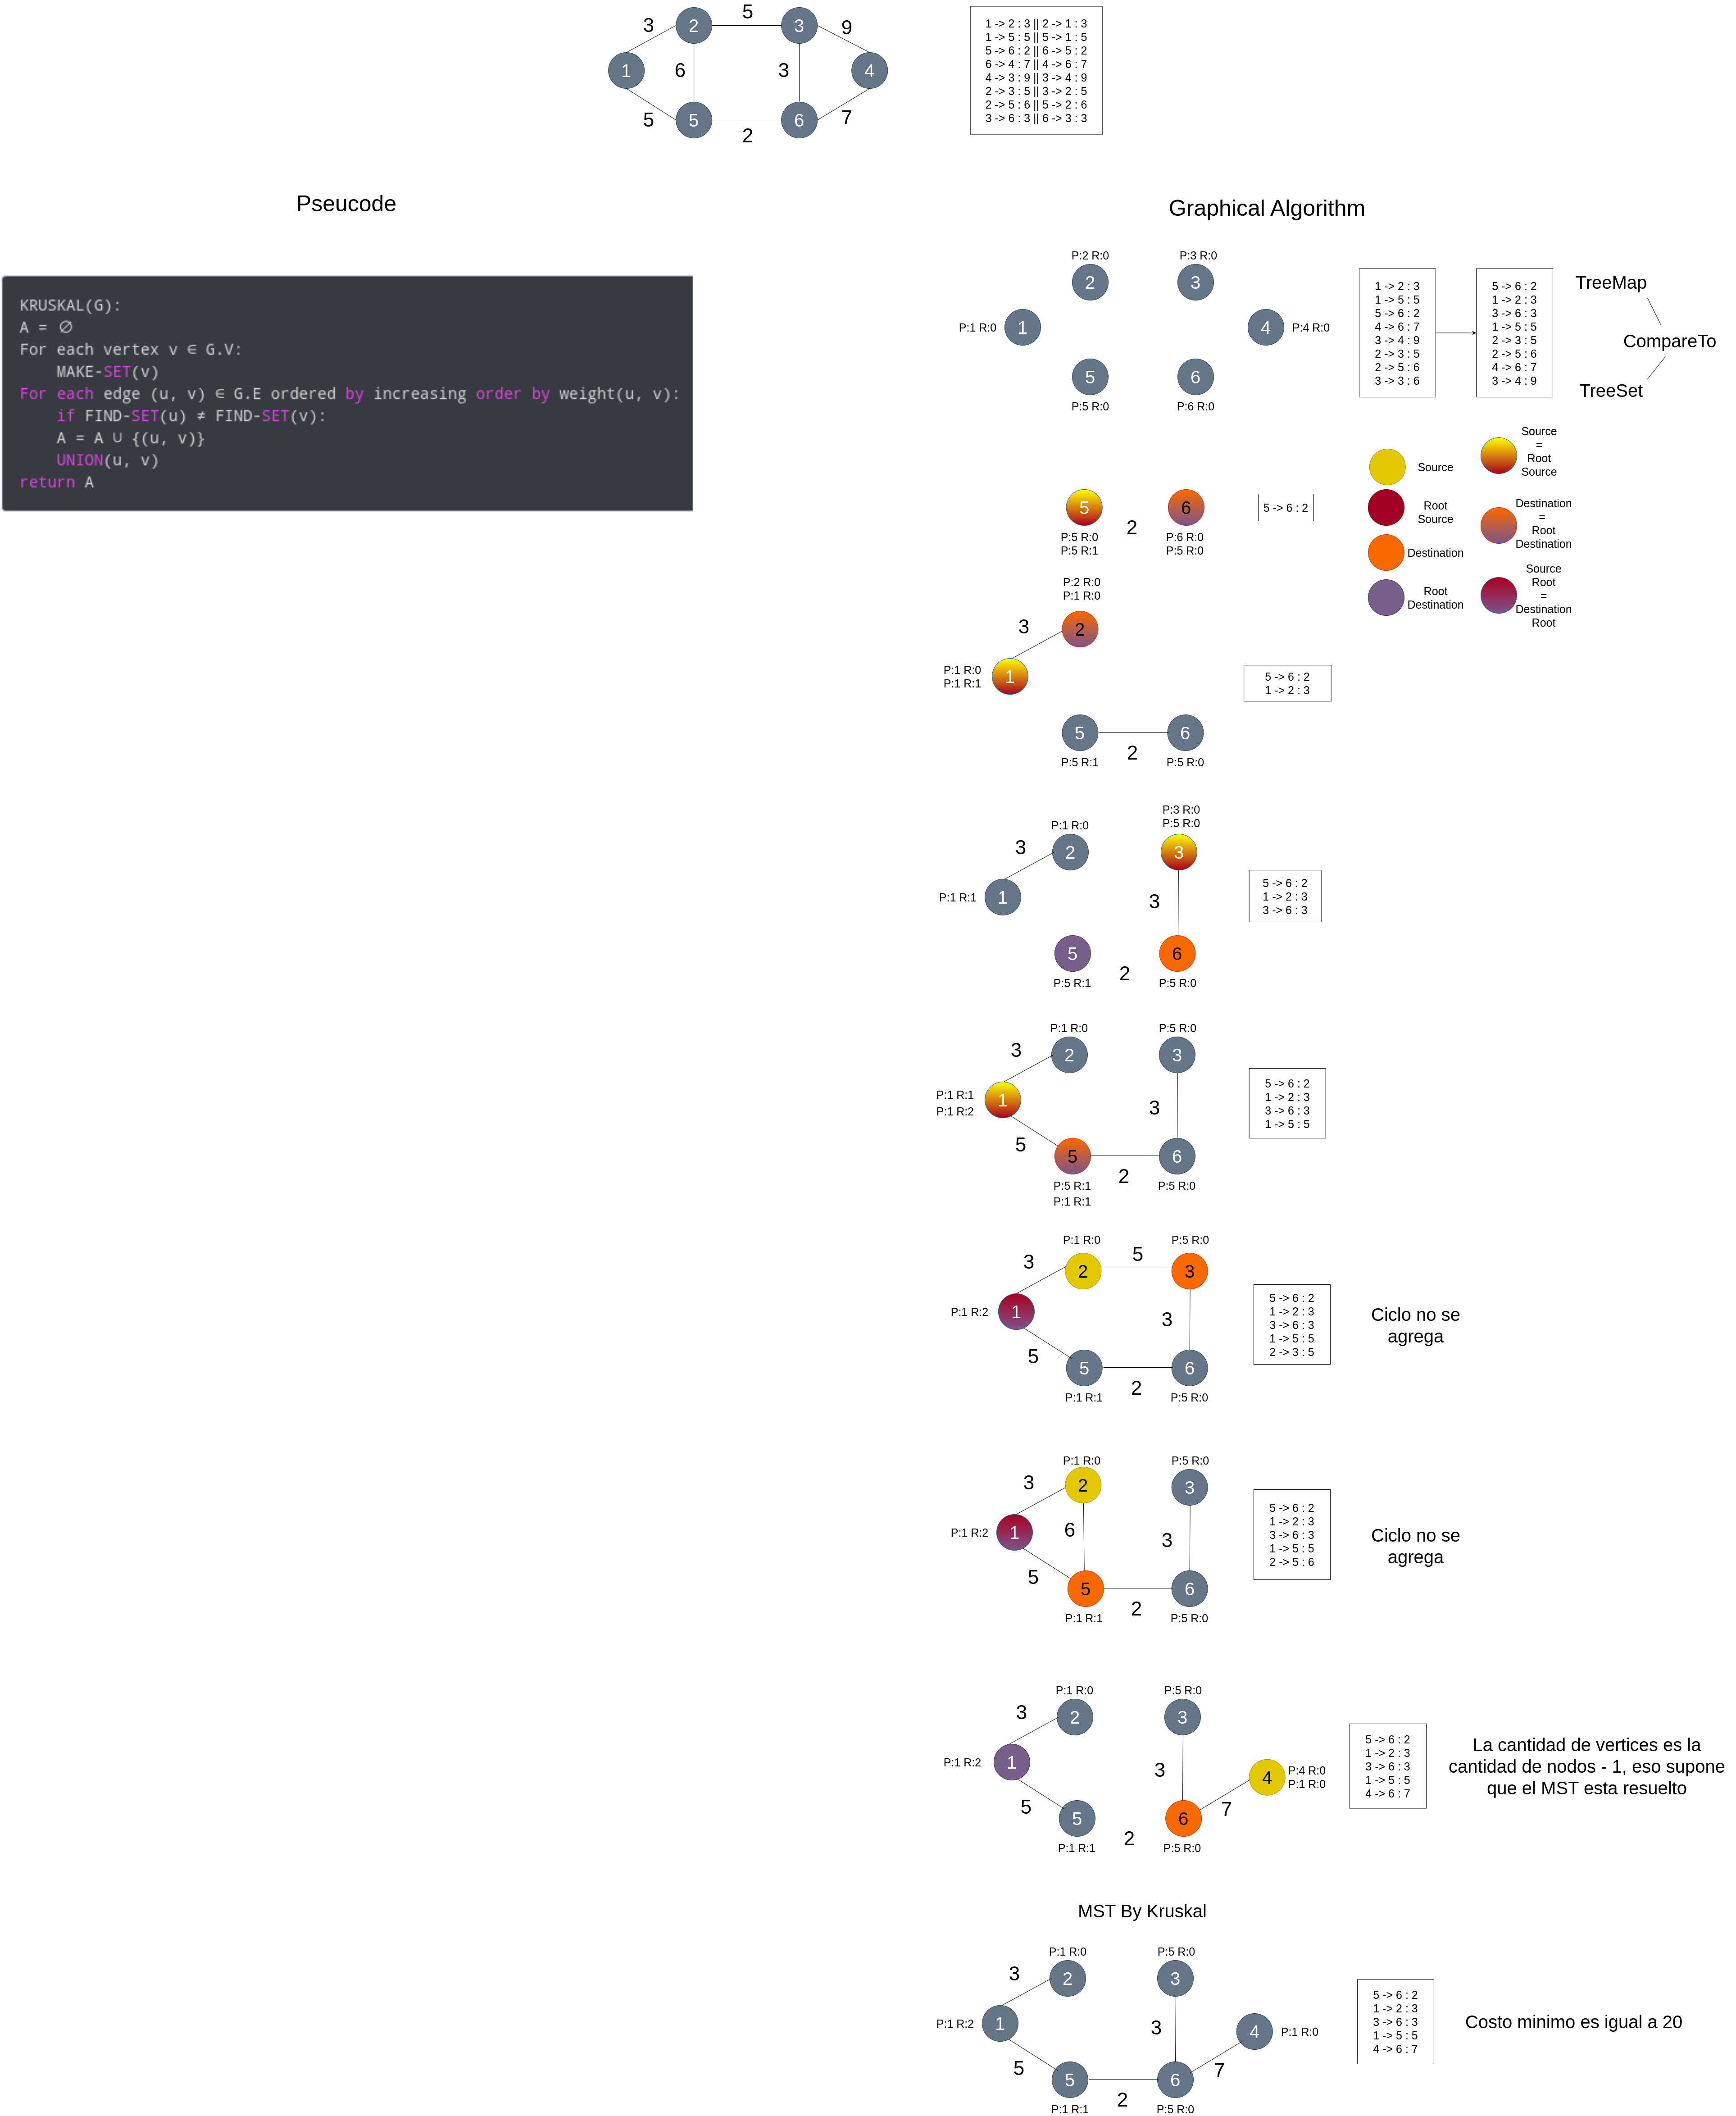 3
5
9
2
3
1
6
3
4
5
5
2
6
7
1 -> 2 : 3 || 2 -> 1 : 3
1 -> 5 : 5 || 5 -> 1 : 5
5 -> 6 : 2 || 6 -> 5 : 2
6 -> 4 : 7 || 4 -> 6 : 7
4 -> 3 : 9 || 3 -> 4 : 9
2 -> 3 : 5 || 3 -> 2 : 5
2 -> 5 : 6 || 5 -> 2 : 6
3 -> 6 : 3 || 6 -> 3 : 3
Pseucode
KRUSKAL(G):
A = ∅
For each vertex v ∈ G.V:
MAKE-SET(v)
For each edge (u, v) ∈ G.E ordered by increasing order by weight(u, v):
if FIND-SET(u) ≠ FIND-SET(v):
A = A ∪ {(u, v)}
UNION(u, v)
return A
Graphical Algorithm
P:2 R:0
P:3 R:0
2
3
P:1 R:0
1
4
P:4 R:0
5
6
P:5 R:0
P:6 R:0
1 -> 2 : 3
1 -> 5 : 5
5 -> 6 : 2
4 -> 6 : 7
3 -> 4 : 9
2 -> 3 : 5
2 -> 5 : 6
3 -> 3 : 6
5 -> 6 : 2
1 -> 2 : 3
3 -> 6 : 3
1 -> 5 : 5
2 -> 3 : 5
2 -> 5 : 6
4 -> 6 : 7
3 -> 4 : 9
TreeMap
CompareTo
TreeSet
Source
Root
Source
Destination
Root
Destination
Source
=
Root
Source
Destination
=
Root
Destination
Source
Root
=
Destination
Root
5
2
6
P:5 R:0
P:5 R:1
P:6 R:0
P:5 R:0
5 -> 6 : 2
P:2 R:0
P:1 R:0
3
2
P:1 R:0
P:1 R:1
1
5
2
6
P:5 R:1
P:5 R:0
5 -> 6 : 2
1 -> 2 : 3
P:1 R:0
P:3 R:0
P:5 R:0
3
2
3
P:1 R:1
1
3
5
2
6
P:5 R:1
P:5 R:0
5 -> 6 : 2
1 -> 2 : 3
3 -> 6 : 3
P:1 R:0
P:5 R:0
3
2
3
P:1 R:1
P:1 R:2
1
3
5
5
2
6
P:5 R:1
P:1 R:1
P:5 R:0
5 -> 6 : 2
1 -> 2 : 3
3 -> 6 : 3
1 -> 5 : 5
P:1 R:0
P:5 R:0
3
2
5
3
P:1 R:2
1
3
5
5
2
6
P:1 R:1
P:5 R:0
5 -> 6 : 2
1 -> 2 : 3
3 -> 6 : 3
1 -> 5 : 5
2 -> 3 : 5
Ciclo no se
agrega
P:1 R:0
P:5 R:0
3
2
3
P:1 R:2
1
6
3
5
5
2
6
P:1 R:1
P:5 R:0
5 -> 6 : 2
1 -> 2 : 3
3 -> 6 : 3
1 -> 5 : 5
2 -> 5 : 6
Ciclo no se
agrega
P:1 R:0
P:5 R:0
3
2
3
P:1 R:2
1
3
4
P:4 R:0
P:1 R:0
5
5
2
6
7
P:1 R:1
P:5 R:0
5 -> 6 : 2
1 -> 2 : 3
3 -> 6 : 3
1 -> 5 : 5
4 -> 6 : 7
La cantidad de vertices es la
cantidad de nodos - 1, eso supone
que el MST esta resuelto
MST By Kruskal
P:1 R:0
P:5 R:0
3
2
3
P:1 R:2
1
3
4
P:1 R:0
5
5
2
6
7
P:1 R:1
P:5 R:0
5 -> 6 : 2
1 -> 2 : 3
3 -> 6 : 3
1 -> 5 : 5
4 -> 6 : 7
Costo minimo es igual a 20